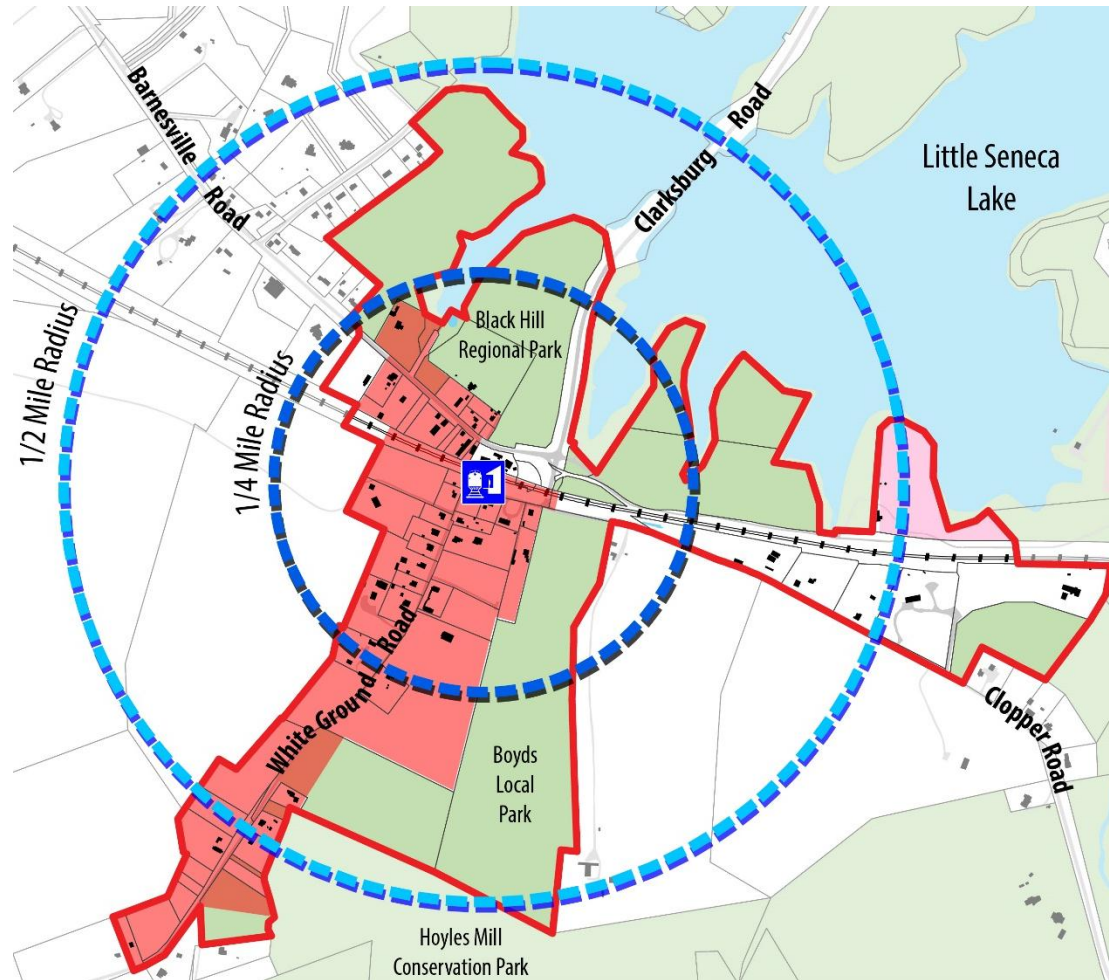 Barnesville
Road
Clarksburg Road
Little Seneca
Lake
1/2 Mile Radius
1/4 Mile Radius
Black Hill
Regional Park
White Ground Road
Boyds
Local
Park
Clopper Road
Hoyles Mill
Conservation Park